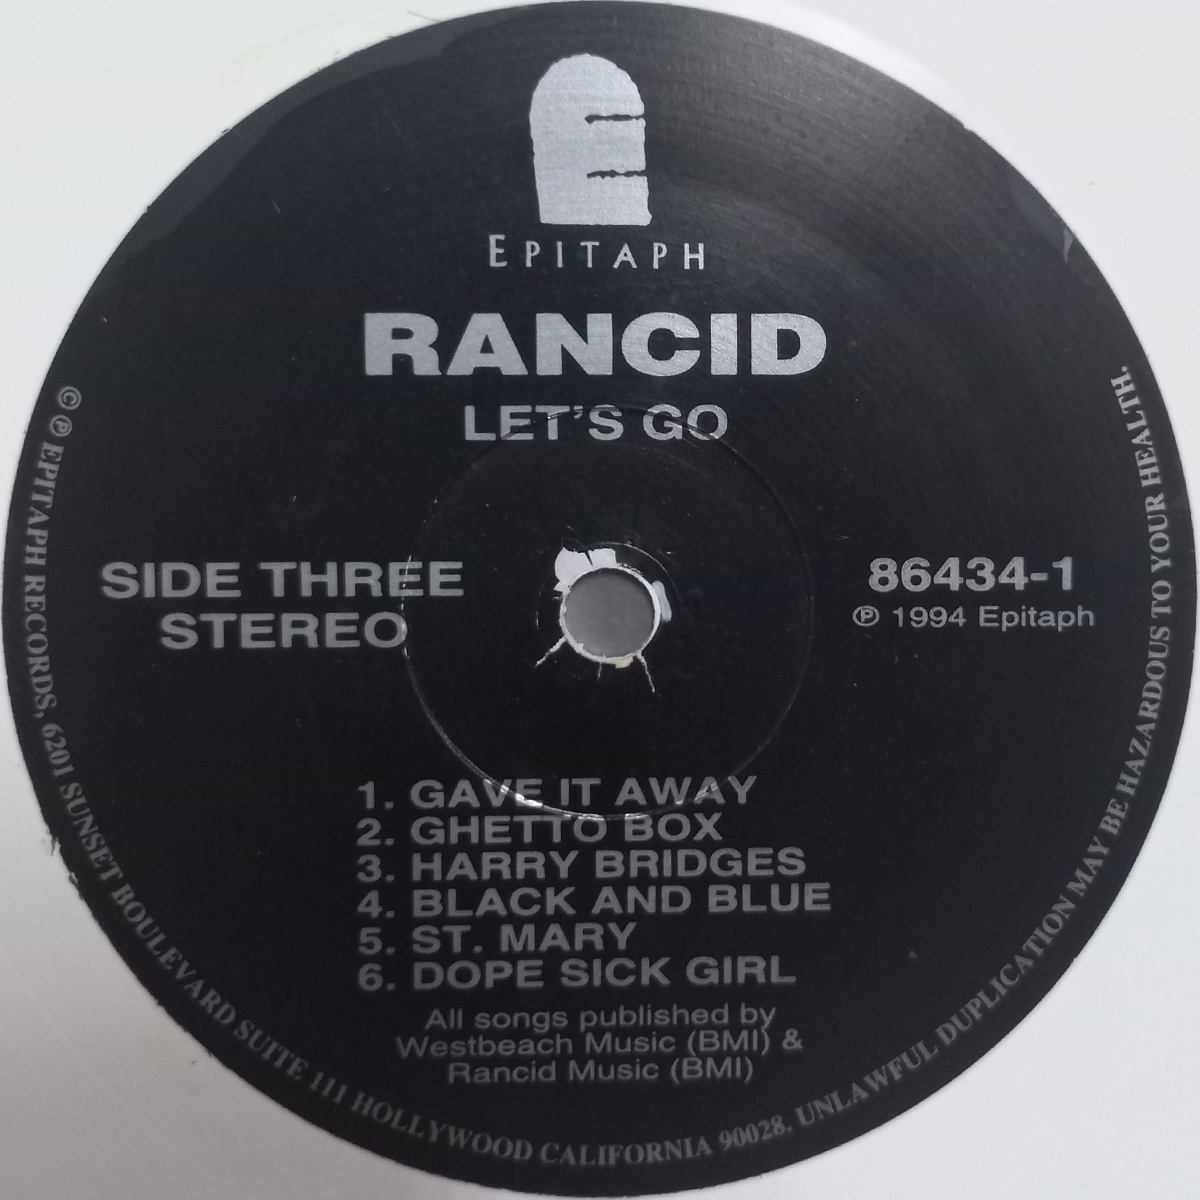 EPITAPH
RANCID
LET'S GO
SIDE THREE
STEREO
86434-1
℗ 1994 Epitaph
1. GAVE IT AWAY
2. GHETTO BOX
3. HARRY BRIDGES
4. BLACK AND BLUE
5. ST. MARY
6. DOPE SICK GIRL
All songs published by
Westbeach Music (BMI) &
Rancid Music (BMI)
© ℗ EPITAPH RECORDS, 6201 SUNSET BOULEVARD SUITE 111 HOLLYWOOD CALIFORNIA 90028. UNLAWFUL DUPLICATION MAY BE HAZARDOUS TO YOUR HEALTH.